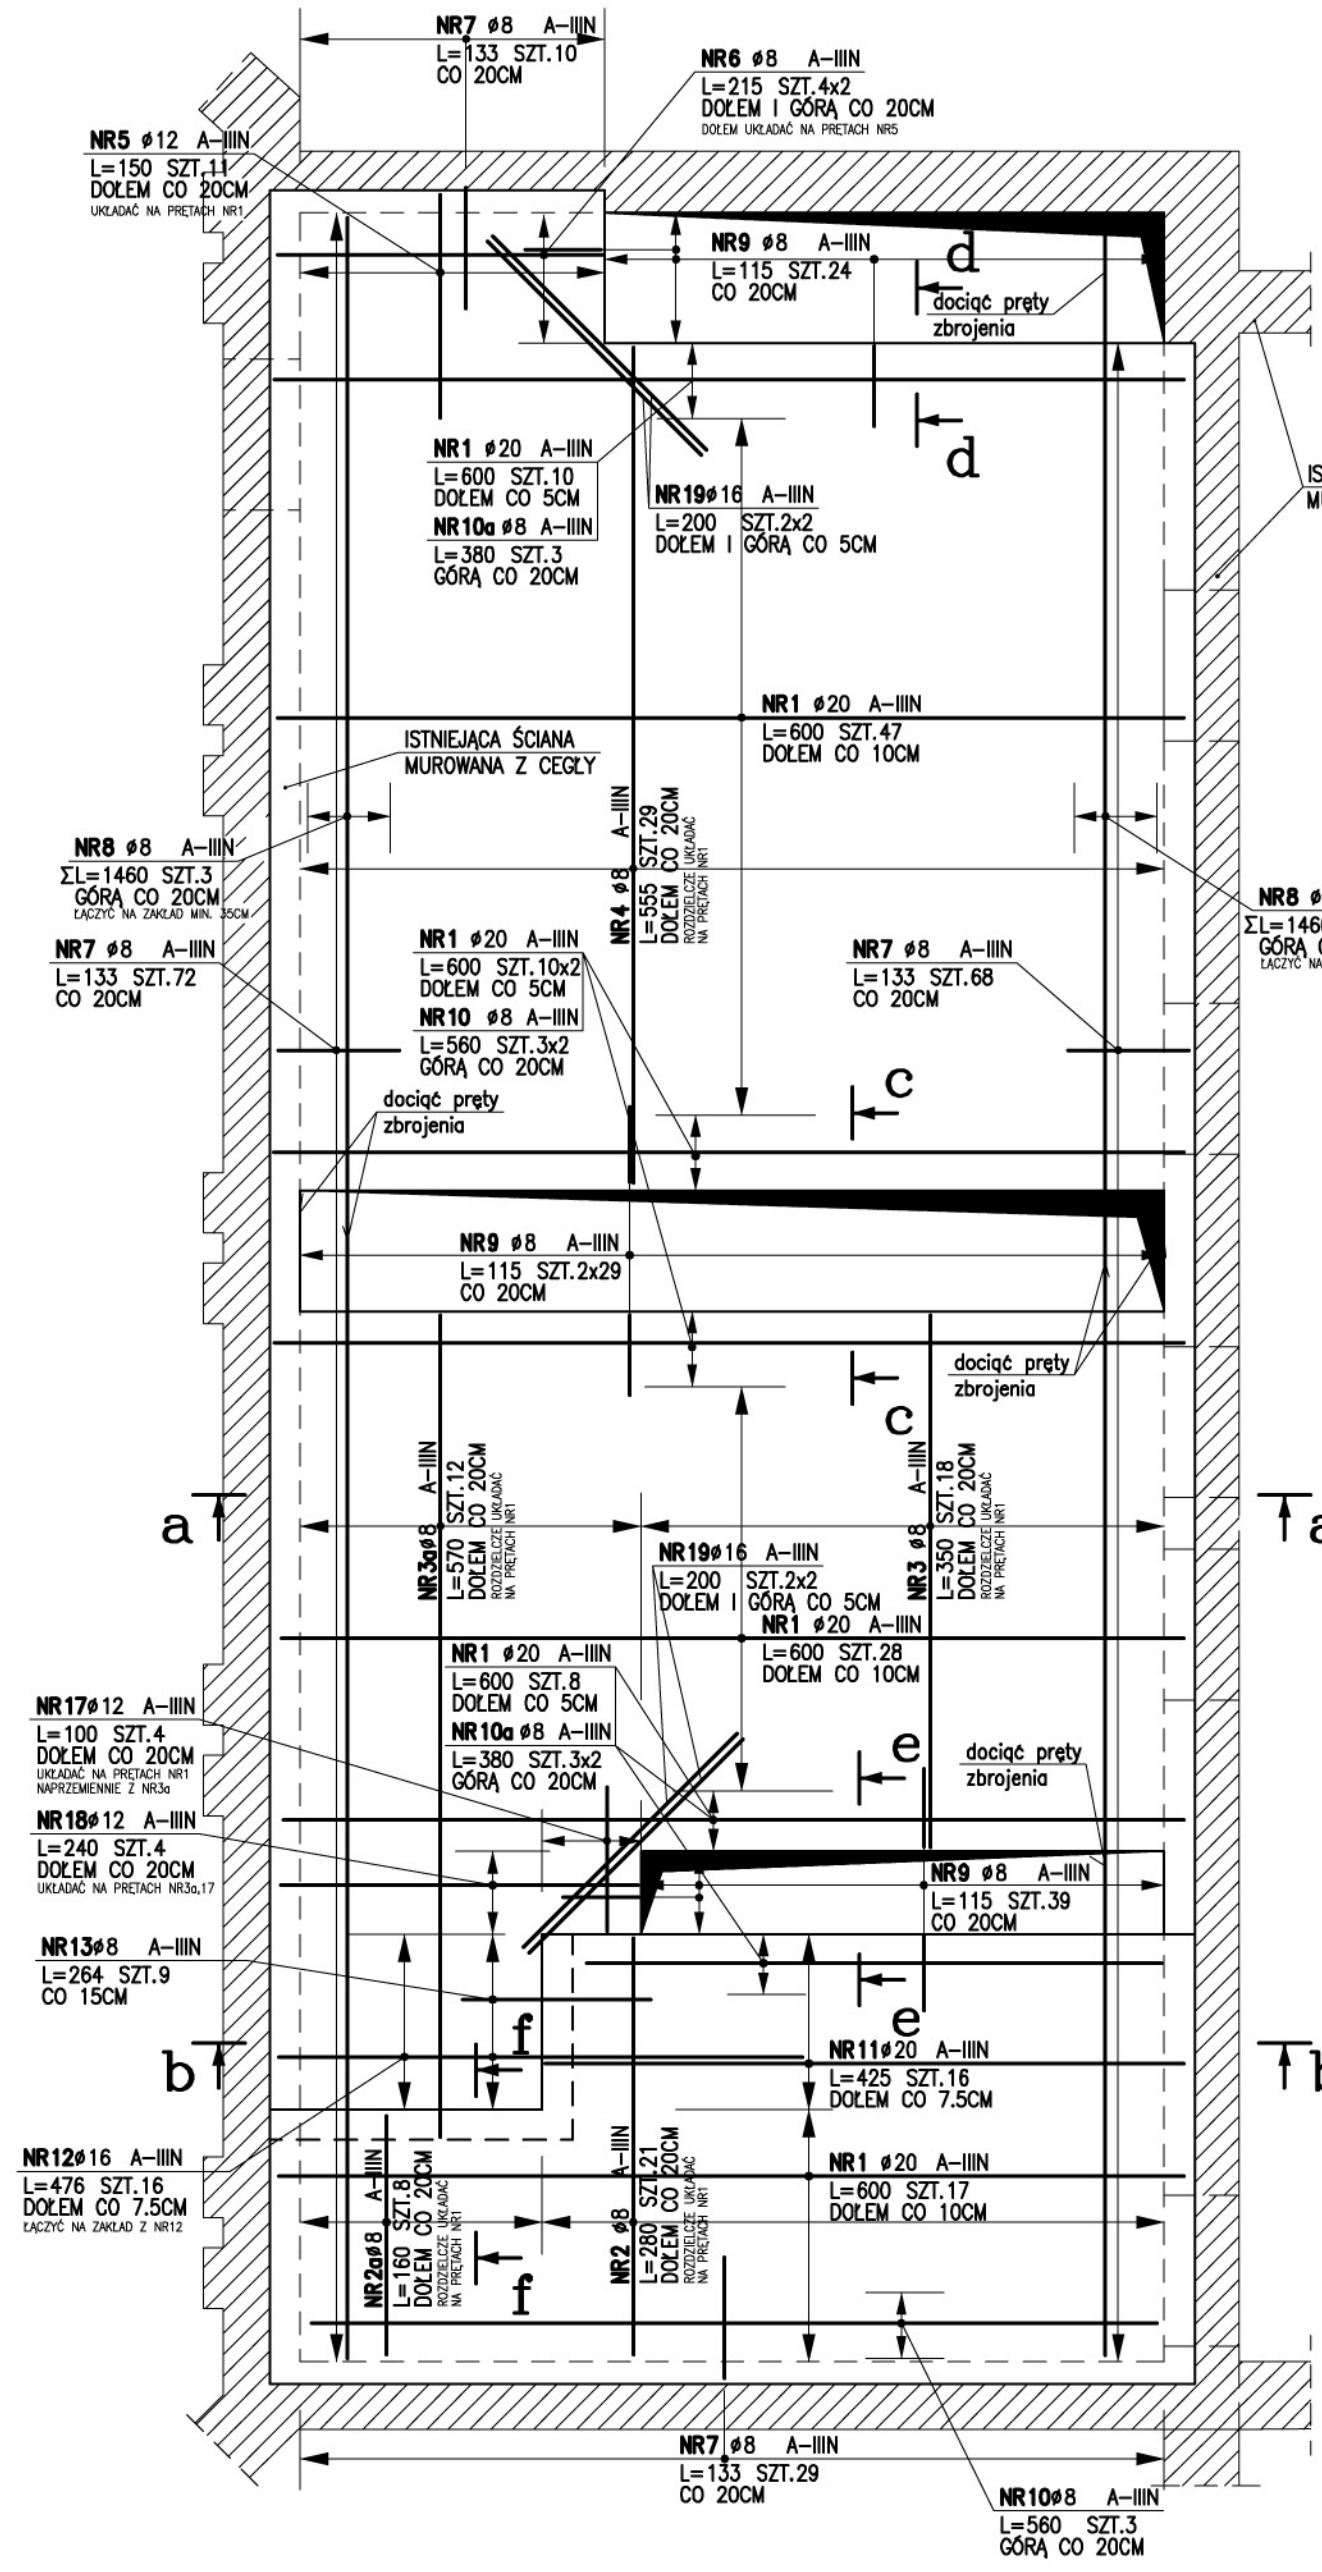 NR7 ø8 A-IIIN
L=133 SZT.10
CO 20CM
NR6 ø8 A-IIIN
L=215 SZT.4x2
DOŁEM I GÓRĄ CO 20CM
DOŁEM UKŁADAĆ NA PRĘTACH NR5
NR5 ø12 A-IIIN
L=150 SZT.11
DOŁEM CO 20CM
UKŁADAĆ NA PRĘTACH NR1
NR9 ø8 A-IIIN
L=115 SZT.24
CO 20CM
d
dociąć pręty
zbrojenia
d
NR1 ø20 A-IIIN
L=600 SZT.10
DOŁEM CO 5CM
NR10a ø8 A-IIIN
L=380 SZT.3
GÓRĄ CO 20CM
NR19ø16 A-IIIN
L=200 SZT.2x2
DOŁEM I GÓRĄ CO 5CM
IS
NR1 ø20 A-IIIN
L=600 SZT.47
DOŁEM CO 10CM
ISTNIEJĄCA ŚCIANA
MUROWANA Z CEGŁY
NR4 ø8 A-IIIN
L=555 SZT.29
DOŁEM CO 20CM
ROZDZIELCZE UKŁADAĆ
NA PRĘTACH NR1
NR8 ø8 A-IIIN
ΣL=1460 SZT.3
GÓRĄ CO 20CM
ŁĄCZYĆ NA ZAKŁAD MIN. 35CM
NR8 ø
ΣL=1460
GÓRĄ
ŁĄCZYĆ NA
NR7 ø8 A-IIIN
L=133 SZT.72
CO 20CM
NR1 ø20 A-IIIN
L=600 SZT.10x2
DOŁEM CO 5CM
NR10 ø8 A-IIIN
L=560 SZT.3x2
GÓRĄ CO 20CM
NR7 ø8 A-IIIN
L=133 SZT.68
CO 20CM
dociąć pręty
zbrojenia
c
NR9 ø8 A-IIIN
L=115 SZT.2x29
CO 20CM
dociąć pręty
zbrojenia
c
NR3aø8 A-IIIN
L=570 SZT.12
DOŁEM CO 20CM
ROZDZIELCZE UKŁADAĆ
NA PRĘTACH NR1
NR3 ø8 A-IIIN
L=350 SZT.18
DOŁEM CO 20CM
ROZDZIELCZE UKŁADAĆ
NA PRĘTACH NR1
a
a
NR19ø16 A-IIIN
L=200 SZT.2x2
DOŁEM I GÓRĄ CO 5CM
NR1 ø20 A-IIIN
L=600 SZT.28
DOŁEM CO 10CM
NR1 ø20 A-IIIN
L=600 SZT.8
DOŁEM CO 5CM
NR10a ø8 A-IIIN
L=380 SZT.3x2
GÓRĄ CO 20CM
NR17ø12 A-IIIN
L=100 SZT.4
DOŁEM CO 20CM
UKŁADAĆ NA PRĘTACH NR1
NAPRZEMIENNIE Z NR3a
e
dociąć pręty
zbrojenia
NR18ø12 A-IIIN
L=240 SZT.4
DOŁEM CO 20CM
UKŁADAĆ NA PRĘTACH NR3a,17
NR9 ø8 A-IIIN
L=115 SZT.39
CO 20CM
NR13ø8 A-IIIN
L=264 SZT.9
CO 15CM
e
f
b
b
NR11ø20 A-IIIN
L=425 SZT.16
DOŁEM CO 7.5CM
NR12ø16 A-IIIN
L=476 SZT.16
DOŁEM CO 7.5CM
ŁĄCZYĆ NA ZAKŁAD Z NR12
NR1 ø20 A-IIIN
L=600 SZT.17
DOŁEM CO 10CM
NR2aø8 A-IIIN
L=160 SZT.8
DOŁEM CO 20CM
ROZDZIELCZE UKŁADAĆ
NA PRĘTACH NR1
NR2 ø8 A-IIIN
L=280 SZT.21
DOŁEM CO 20CM
ROZDZIELCZE UKŁADAĆ
NA PRĘTACH NR1
f
NR7 ø8 A-IIIN
L=133 SZT.29
CO 20CM
NR10ø8 A-IIIN
L=560 SZT.3
GÓRĄ CO 20CM